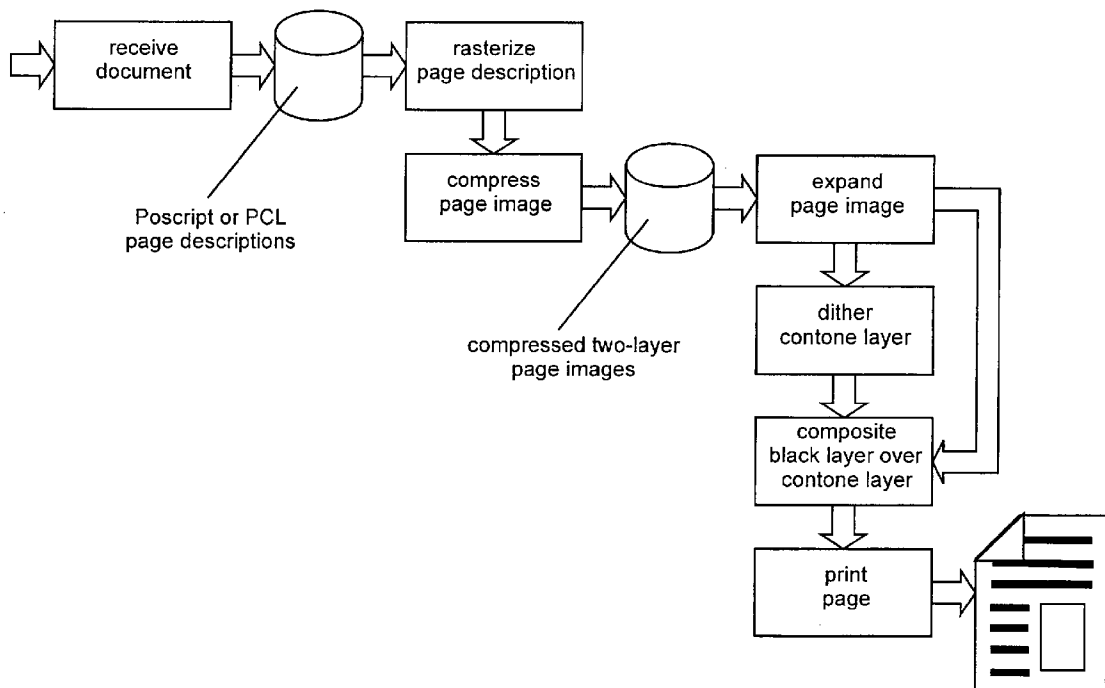 receive
document
rasterize
page description
compress
page image
expand
page image
Poscript or PCL
page descriptions
dither
contone layer
compressed two-layer
page images
composite
black layer over
contone layer
print
page